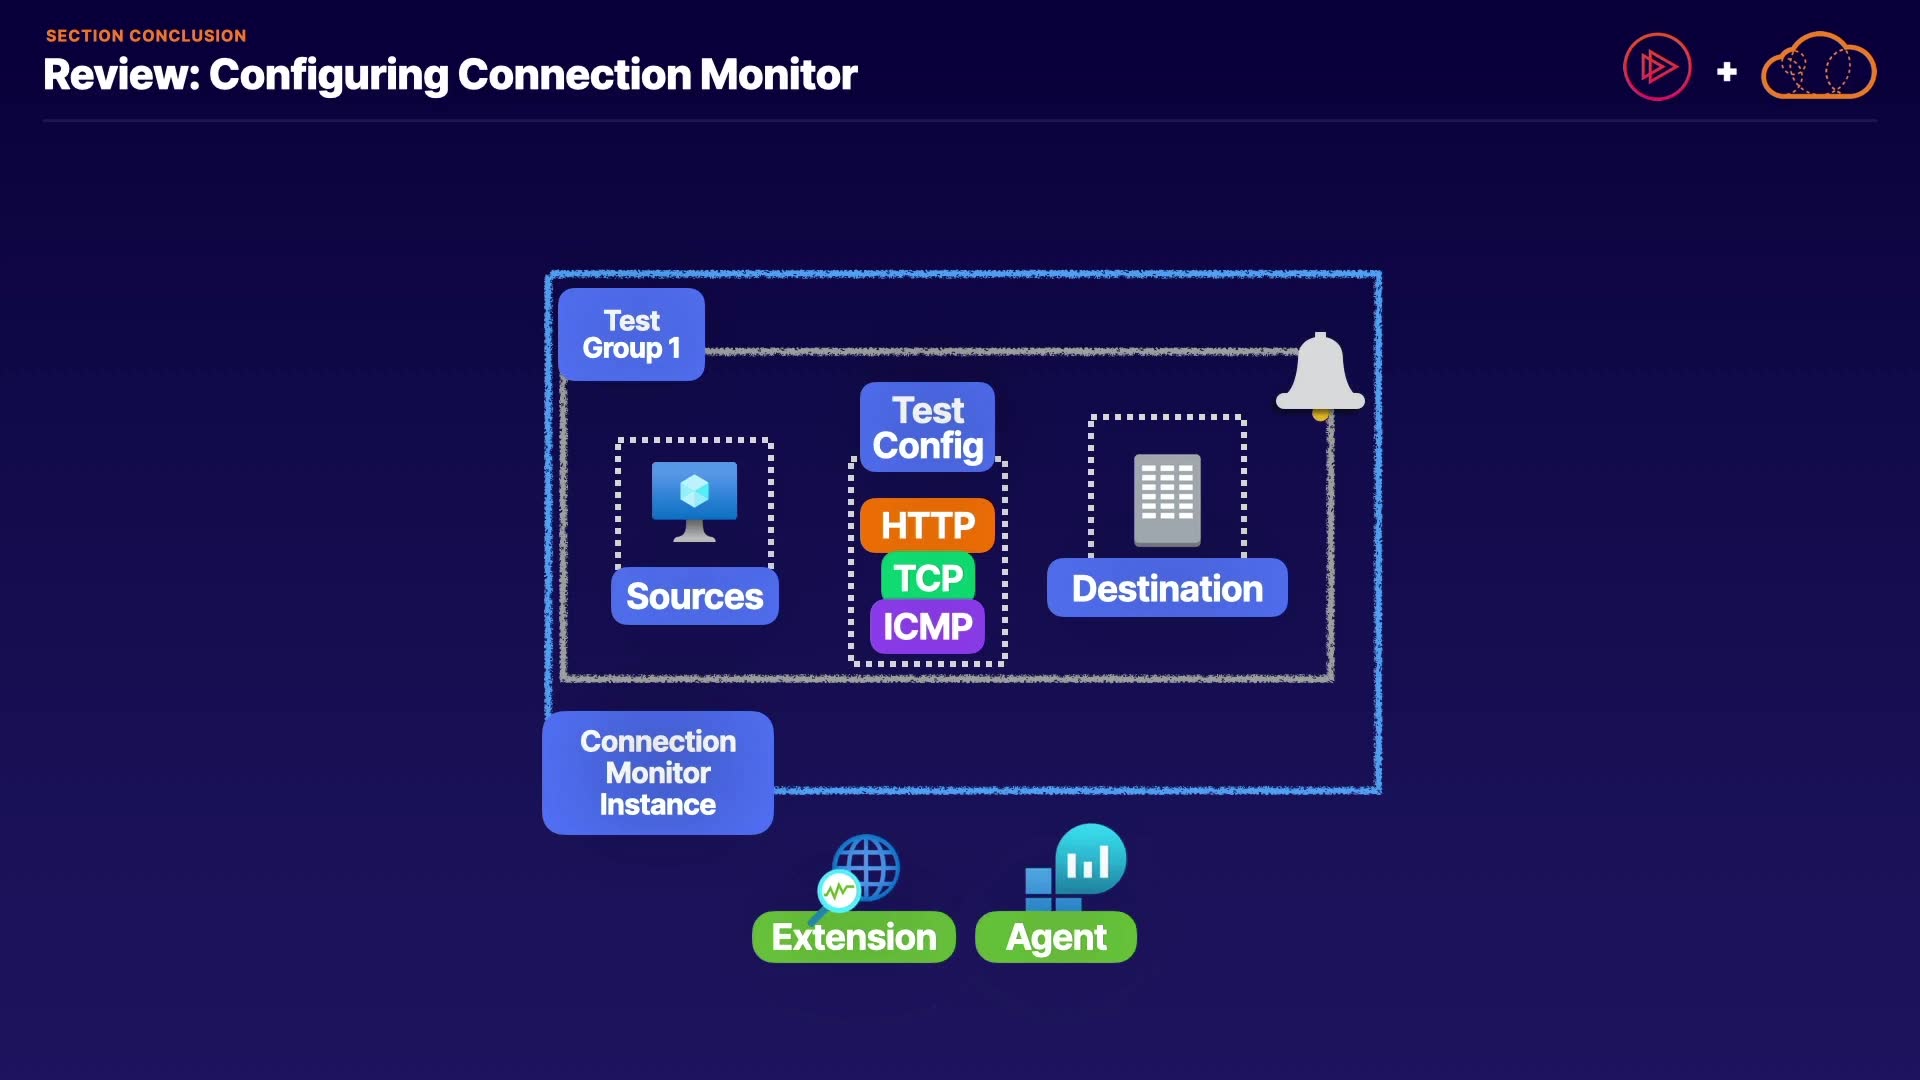 SECTION CONCLUSION
Review: Configuring Connection Monitor
+
Test
Group 1
Test
Config
HTTP
TCP
ICMP
Sources
Destination
Connection
Monitor
Instance
Extension
Agent